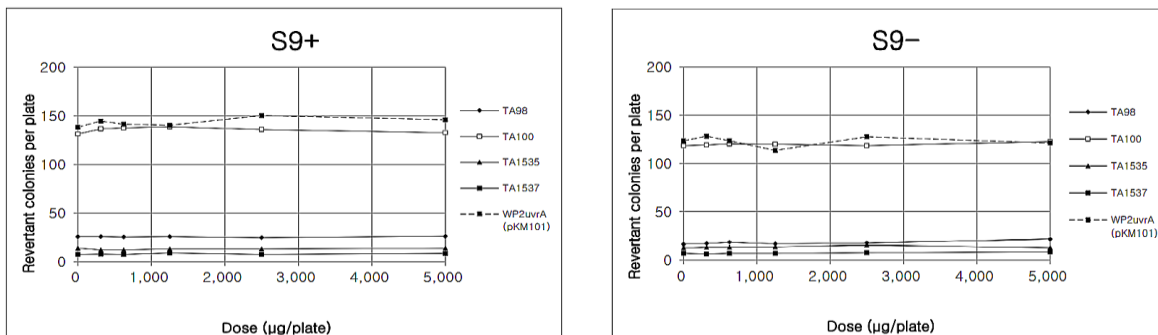 S9+
Revertant colonies per plate
200
150
100
50
0
0 1,000 2,000 3,000 4,000 5,000
Dose (µg/plate)
TA98
TA100
TA1535
TA1537
WP2uvrA
(pKM101)
S9−
Revertant colonies per plate
200
150
100
50
0
0 1,000 2,000 3,000 4,000 5,000
Dose (µg/plate)
TA98
TA100
TA1535
TA1537
WP2uvrA
(pKM101)